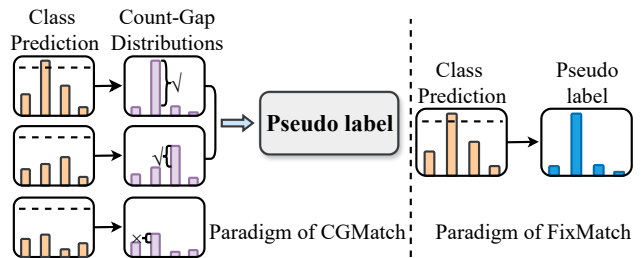 Class
Prediction
Count-Gap
Distributions
√
√
×
Pseudo label
Paradigm of CGMatch
Class
Prediction
Pseudo
label
Paradigm of FixMatch